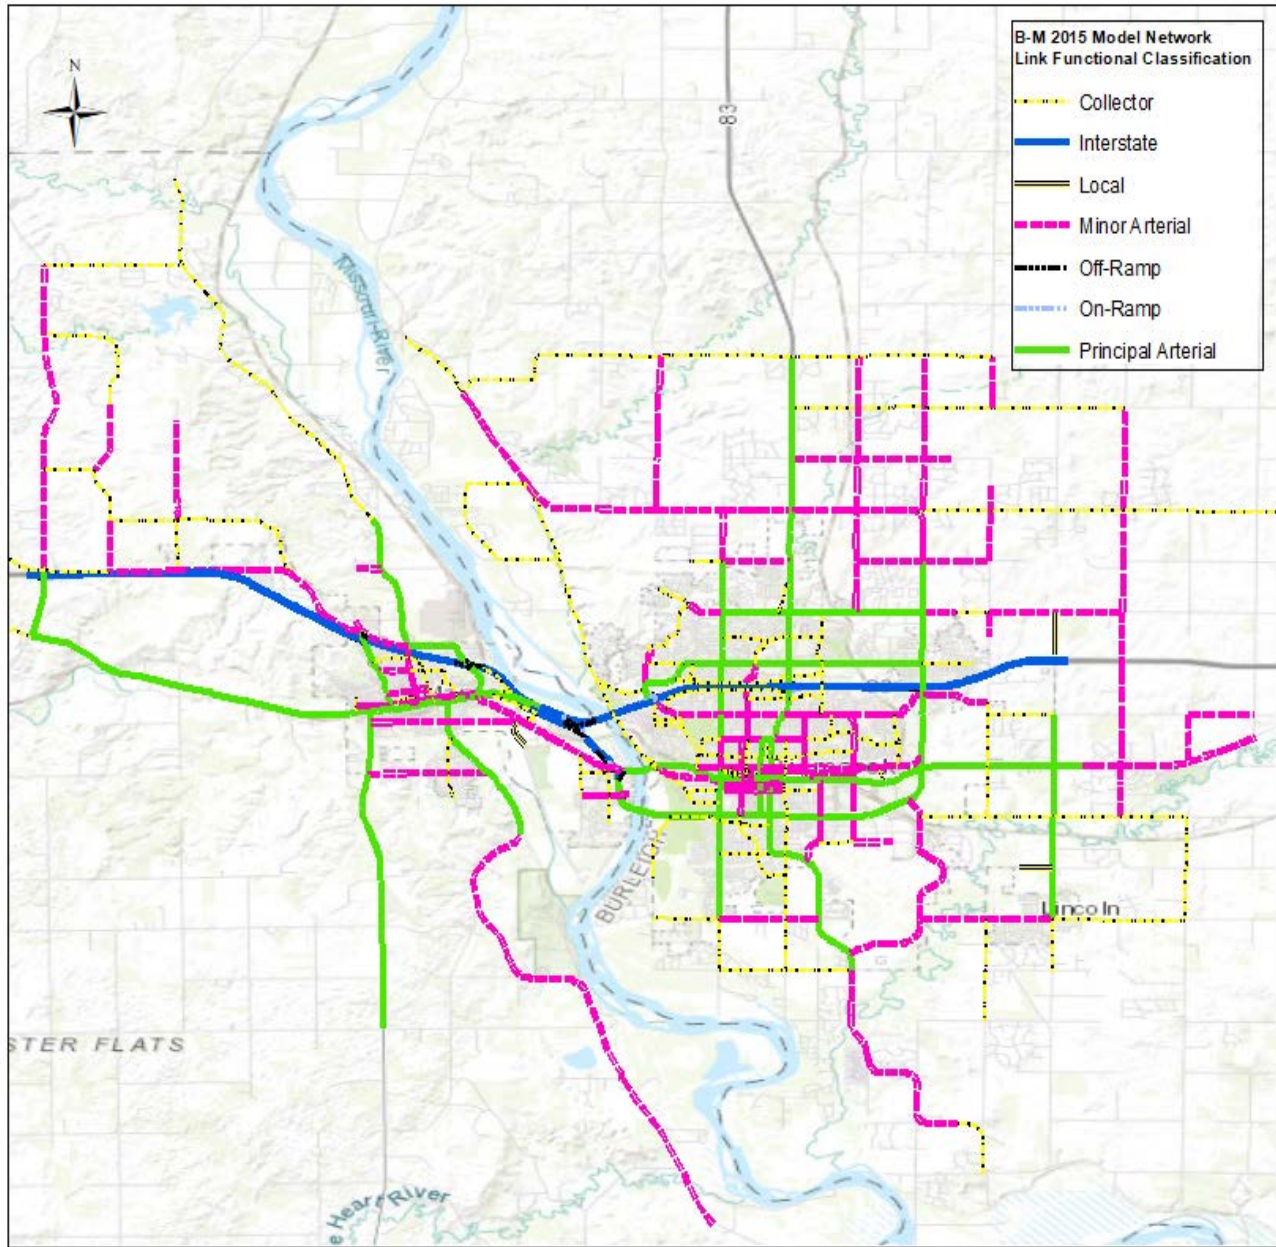 B-M 2015 Model Network
Link Functional Classification
Collector
Interstate
Local
Minor Arterial
Off-Ramp
On-Ramp
Principal Arterial
N
83
Missouri River
BURLEIGH
Lincoln
STER FLATS
e Heart River